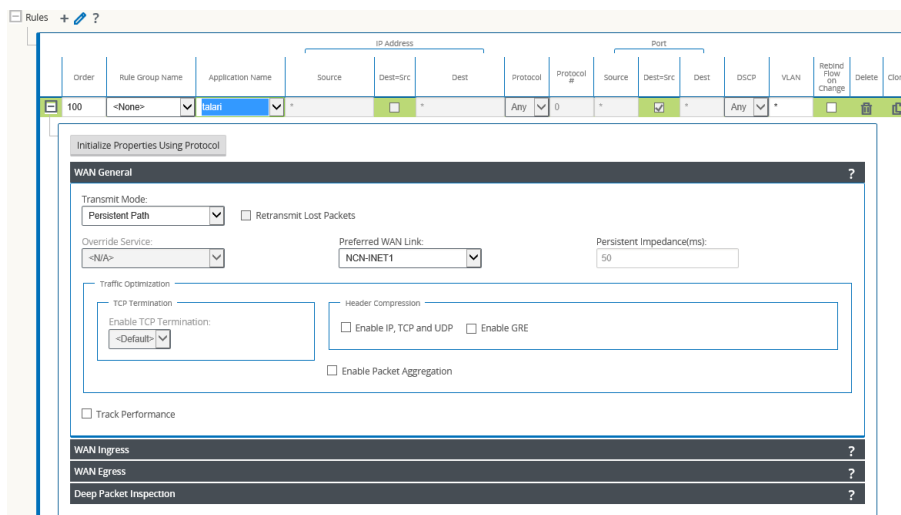 Rules + ?
IP Address Port
Order Rule Group Name Application Name Source Dest=Src Dest Protocol Protocol # Source Dest=Src Dest DSCP VLAN Rebind Flow on Change Delete Clon
100 <None> talari * * Any 0 * * Any *
Initialize Properties Using Protocol
WAN General ?
Transmit Mode:
Persistent Path Retransmit Lost Packets
Override Service: Preferred WAN Link: Persistent Impedance(ms):
<N/A> NCN-INET1 50
Traffic Optimization
TCP Termination Header Compression
Enable TCP Termination:
<Default> Enable IP, TCP and UDP Enable GRE
Enable Packet Aggregation
Track Performance
WAN Ingress ?
WAN Egress ?
Deep Packet Inspection ?